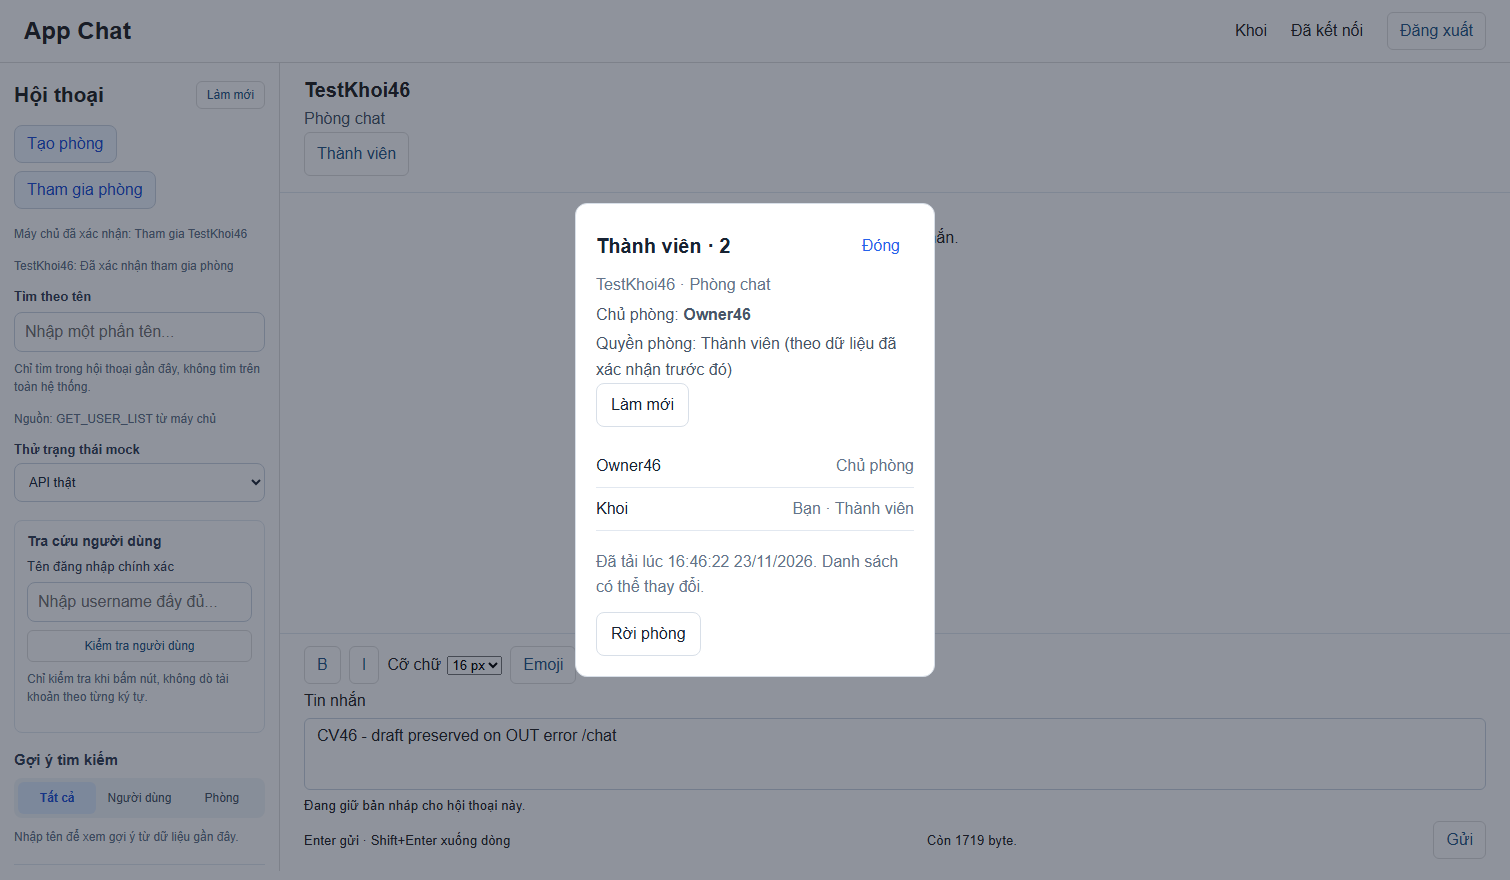 App Chat
Khoi
Đã kết nối
Đăng xuất
Hội thoại
Làm mới
Tạo phòng
Tham gia phòng
Máy chủ đã xác nhận: Tham gia TestKhoi46
TestKhoi46: Đã xác nhận tham gia phòng
Tìm theo tên
Nhập một phần tên...
Chỉ tìm trong hội thoại gần đây, không tìm trên
toàn hệ thống.
Nguồn: GET_USER_LIST từ máy chủ
Thử trạng thái mock
API thật
Tra cứu người dùng
Tên đăng nhập chính xác
Nhập username đầy đủ...
Kiểm tra người dùng
Chỉ kiểm tra khi bấm nút, không dò tài
khoản theo từng ký tự.
Gợi ý tìm kiếm
Tất cả
Người dùng
Phòng
Nhập tên để xem gợi ý từ dữ liệu gần đây.
TestKhoi46
Phòng chat
Thành viên
ắn.
Thành viên · 2
Đóng
TestKhoi46 · Phòng chat
Chủ phòng: Owner46
Quyền phòng: Thành viên (theo dữ liệu đã
xác nhận trước đó)
Làm mới
Owner46
Chủ phòng
Khoi
Bạn · Thành viên
Đã tải lúc 16:46:22 23/11/2026. Danh sách
có thể thay đổi.
Rời phòng
B
I
Cỡ chữ
16 px
Emoji
Tin nhắn
CV46 - draft preserved on OUT error /chat
Đang giữ bản nháp cho hội thoại này.
Enter gửi · Shift+Enter xuống dòng
Còn 1719 byte.
Gửi